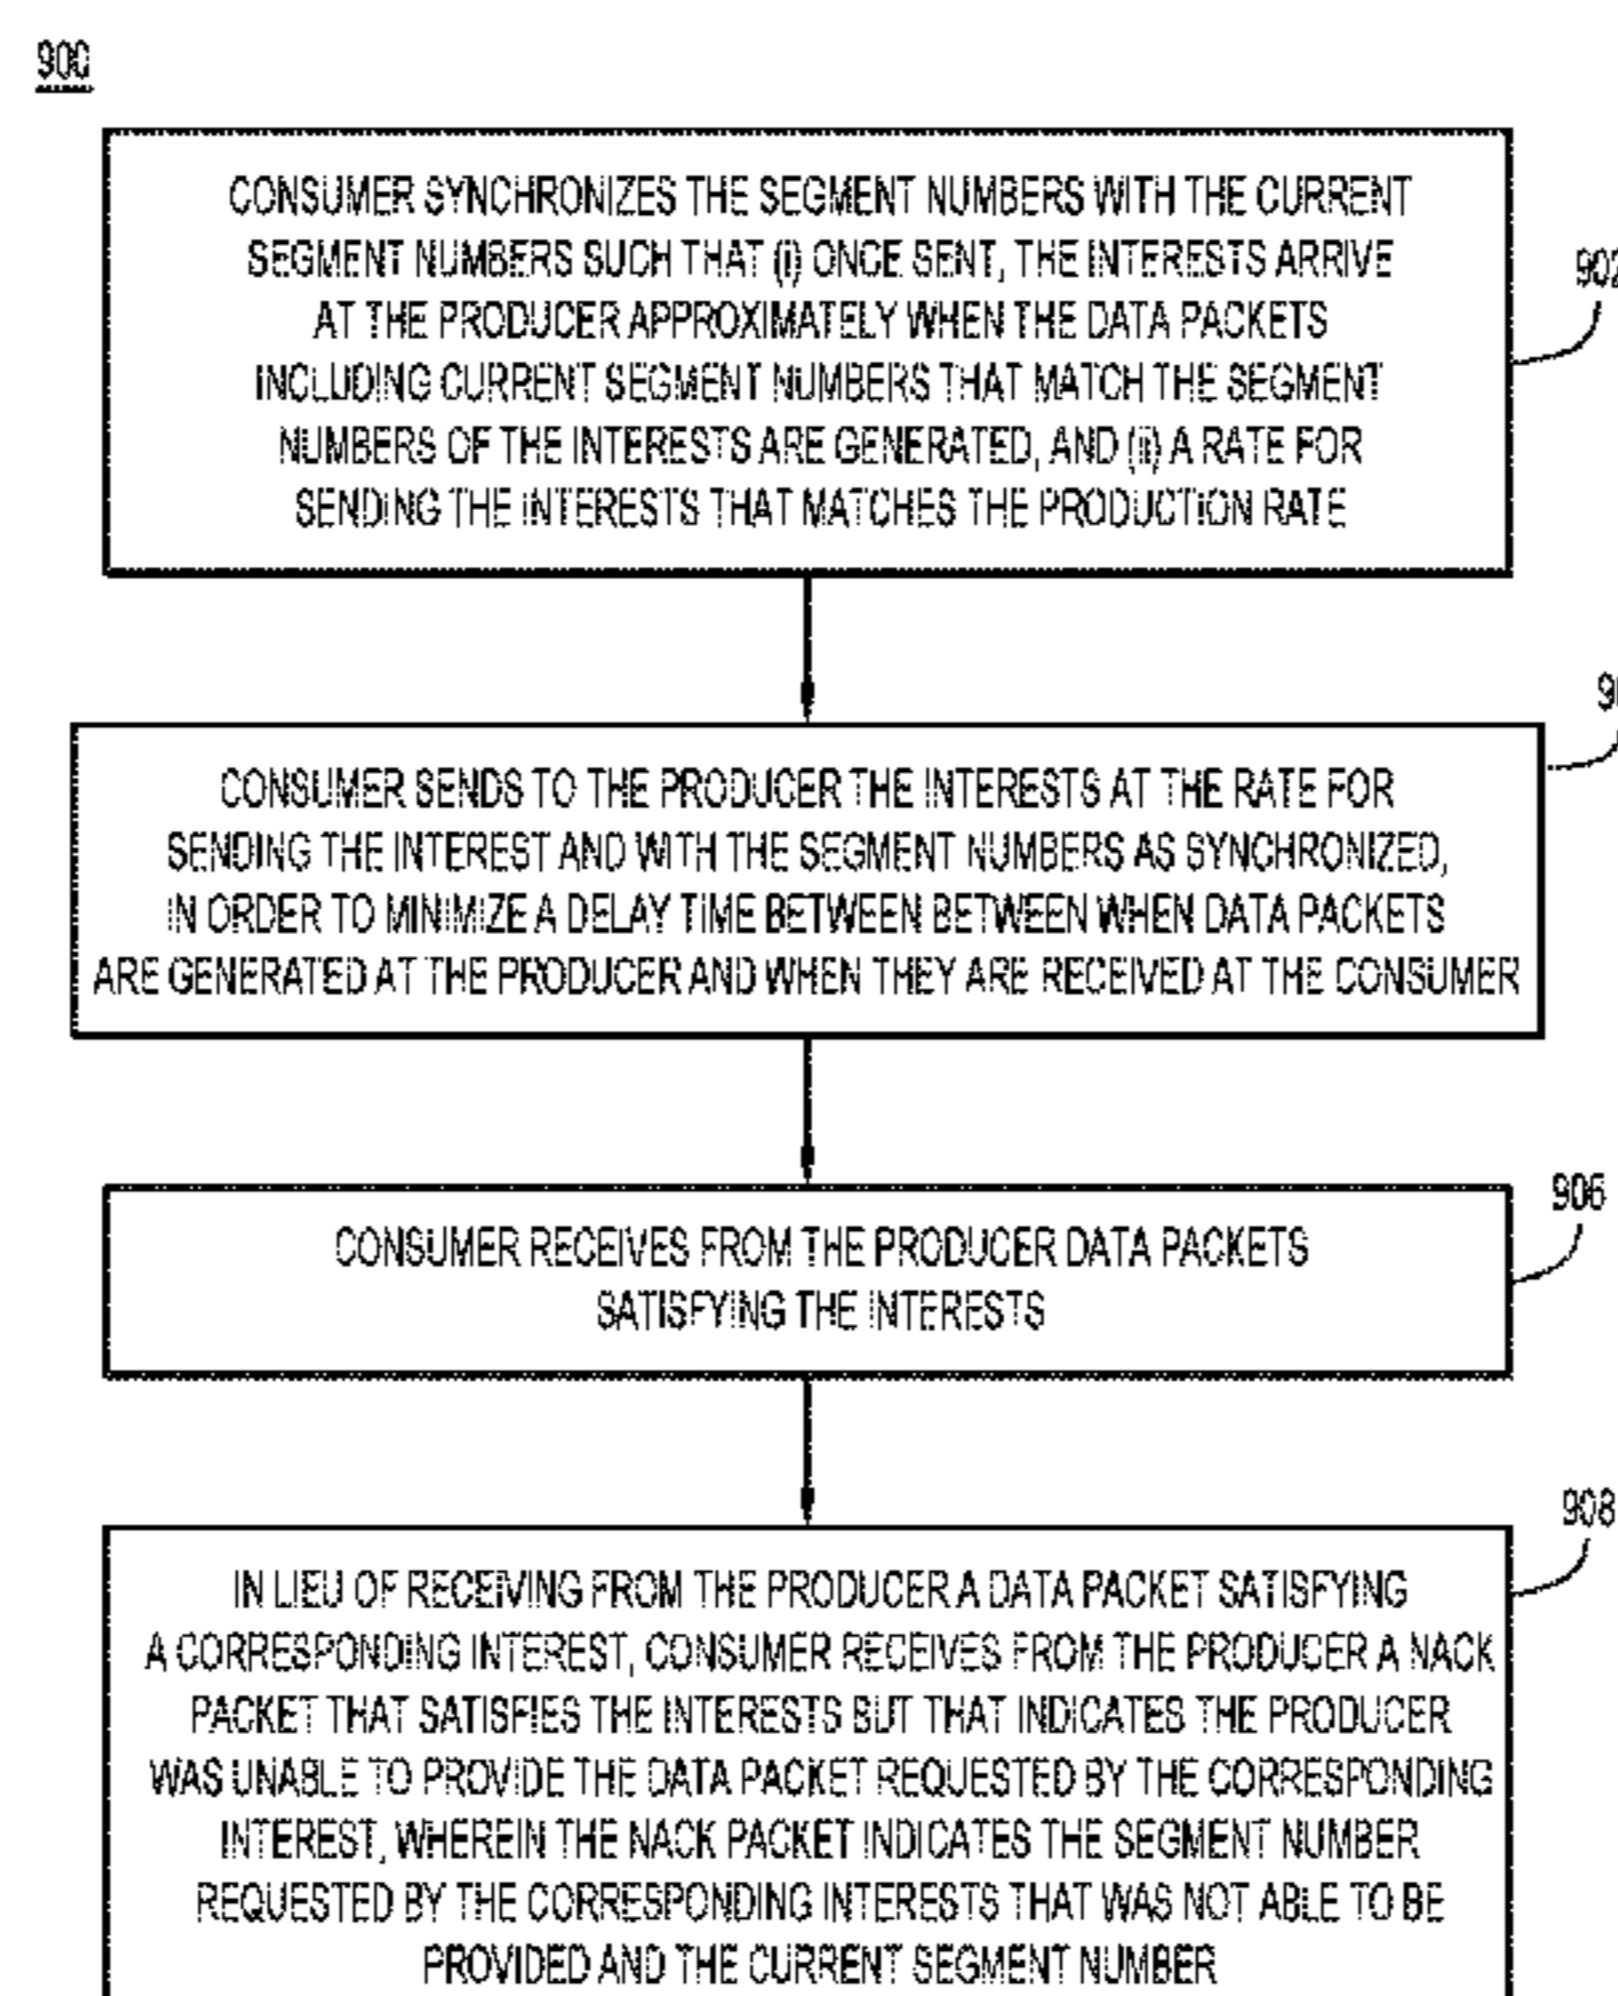 900
CONSUMER SYNCHRONIZES THE SEGMENT NUMBERS WITH THE CURRENT
SEGMENT NUMBERS SUCH THAT (i) ONCE SENT, THE INTERESTS ARRIVE
AT THE PRODUCER APPROXIMATELY WHEN THE DATA PACKETS
INCLUDING CURRENT SEGMENT NUMBERS THAT MATCH THE SEGMENT
NUMBERS OF THE INTERESTS ARE GENERATED, AND (ii) A RATE FOR
SENDING THE INTERESTS THAT MATCHES THE PRODUCTION RATE
902
CONSUMER SENDS TO THE PRODUCER THE INTERESTS AT THE RATE FOR
SENDING THE INTEREST AND WITH THE SEGMENT NUMBERS AS SYNCHRONIZED,
IN ORDER TO MINIMIZE A DELAY TIME BETWEEN BETWEEN WHEN DATA PACKETS
ARE GENERATED AT THE PRODUCER AND WHEN THEY ARE RECEIVED AT THE CONSUMER
CONSUMER RECEIVES FROM THE PRODUCER DATA PACKETS
SATISFYING THE INTERESTS
906
IN LIEU OF RECEIVING FROM THE PRODUCER A DATA PACKET SATISFYING
A CORRESPONDING INTEREST, CONSUMER RECEIVES FROM THE PRODUCER A NACK
PACKET THAT SATISFIES THE INTERESTS BUT THAT INDICATES THE PRODUCER
WAS UNABLE TO PROVIDE THE DATA PACKET REQUESTED BY THE CORRESPONDING
INTEREST, WHEREIN THE NACK PACKET INDICATES THE SEGMENT NUMBER
REQUESTED BY THE CORRESPONDING INTERESTS THAT WAS NOT ABLE TO BE
PROVIDED AND THE CURRENT SEGMENT NUMBER
908